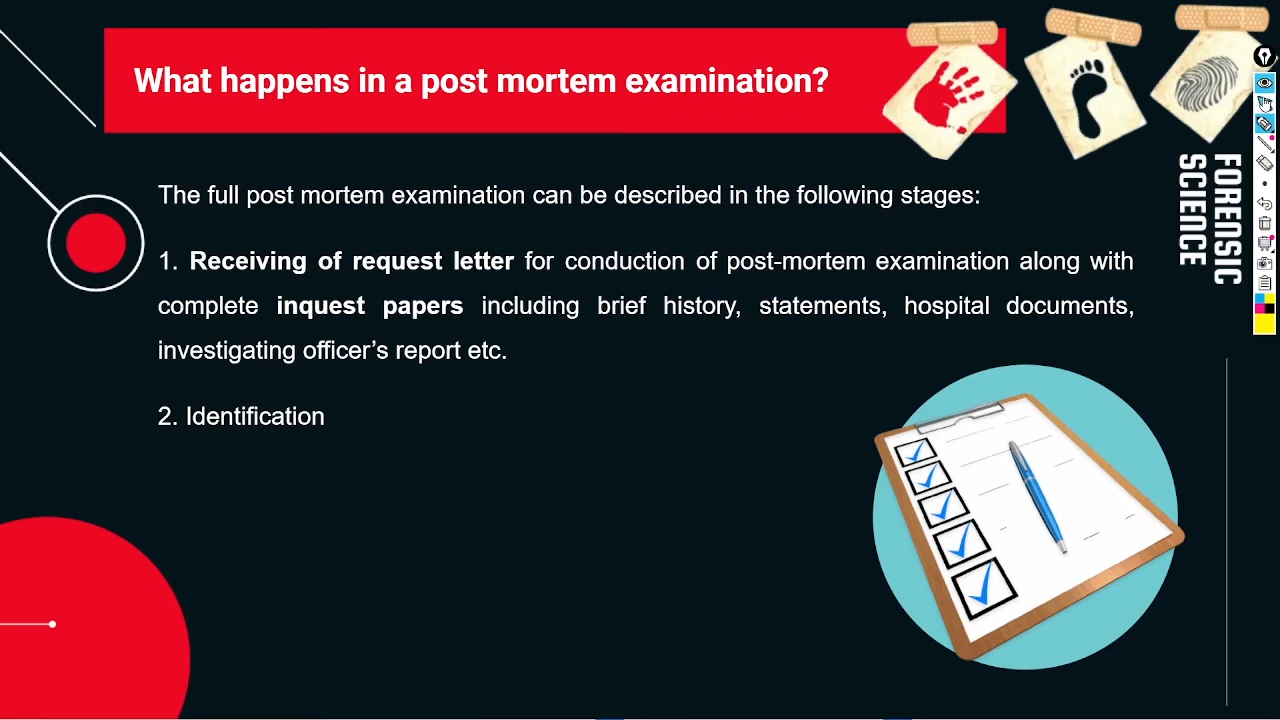 What happens in a post mortem examination?
The full post mortem examination can be described in the following stages:
1. Receiving of request letter for conduction of post-mortem examination along with
complete inquest papers including brief history, statements, hospital documents,
investigating officer’s report etc.
2. Identification
FORENSIC
SCIENCE